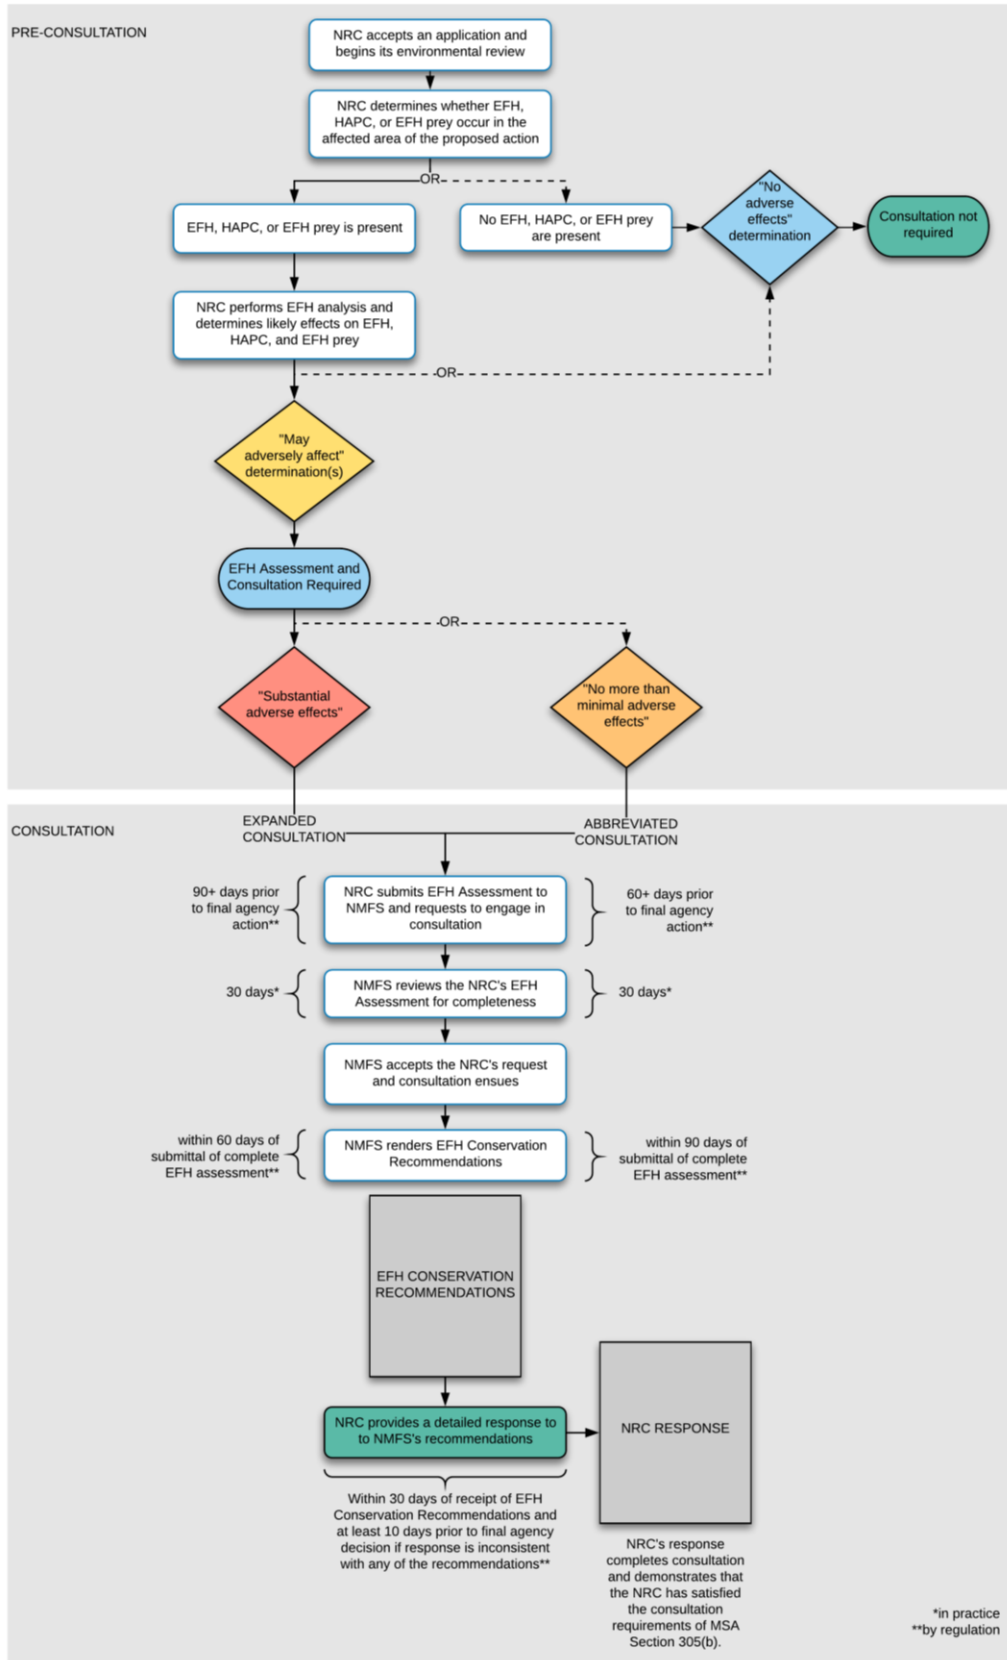 PRE-CONSULTATION
NRC accepts an application and
begins its environmental review
NRC determines whether EFH,
HAPC, or EFH prey occur in the
affected area of the proposed action
OR
EFH, HAPC, or EFH prey is present
No EFH, HAPC, or EFH prey
are present
"No
adverse
effects"
determination
Consultation not
required
NRC performs EFH analysis and
determines likely effects on EFH,
HAPC, and EFH prey
OR
"May
adversely affect"
determination(s)
EFH Assessment and
Consultation Required
OR
"Substantial
adverse effects"
"No more than
minimal adverse
effects"
CONSULTATION
EXPANDED
CONSULTATION
ABBREVIATED
CONSULTATION
90+ days prior
to final agency
action**
NRC submits EFH Assessment to
NMFS and requests to engage in
consultation
60+ days prior
to final agency
action**
30 days*
NMFS reviews the NRC's EFH
Assessment for completeness
30 days*
NMFS accepts the NRC's request
and consultation ensues
within 60 days of
submittal of complete
EFH assessment**
NMFS renders EFH Conservation
Recommendations
within 90 days of
submittal of complete
EFH assessment**
EFH CONSERVATION
RECOMMENDATIONS
NRC provides a detailed response to
to NMFS's recommendations
NRC RESPONSE
Within 30 days of receipt of EFH
Conservation Recommendations and
at least 10 days prior to final agency
decision if response is inconsistent
with any of the recommendations**
NRC's response
completes consultation
and demonstrates that
the NRC has satisfied
the consultation
requirements of MSA
Section 305(b).
*in practice
**by regulation